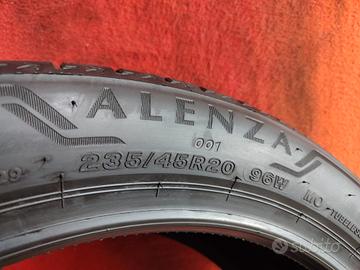 ALENZA
001
235/45R20 96W MO TUBELESS
subito